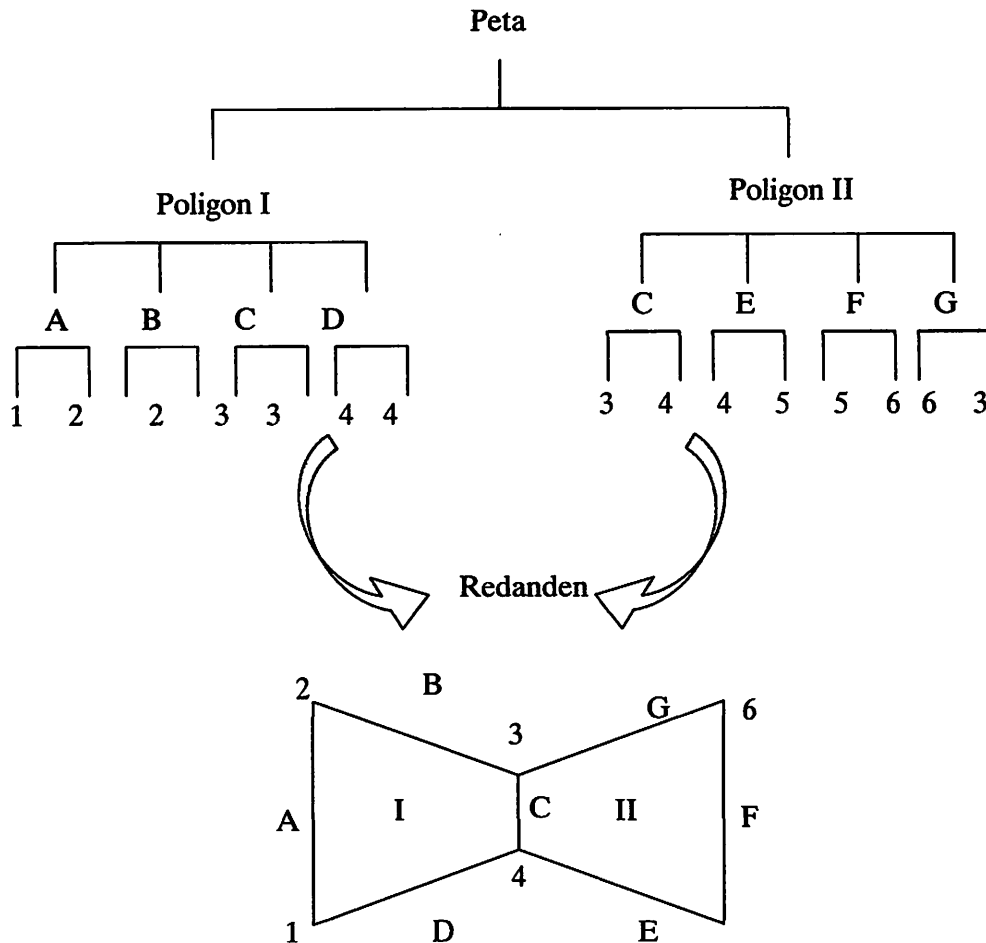 Peta
Poligon I Poligon II
A B C D C E F G
1 2 2 3 3 4 4 3 4 4 5 5 6 6 3
Redanden
2 B G 6
3
A I C II F
4
1 D E